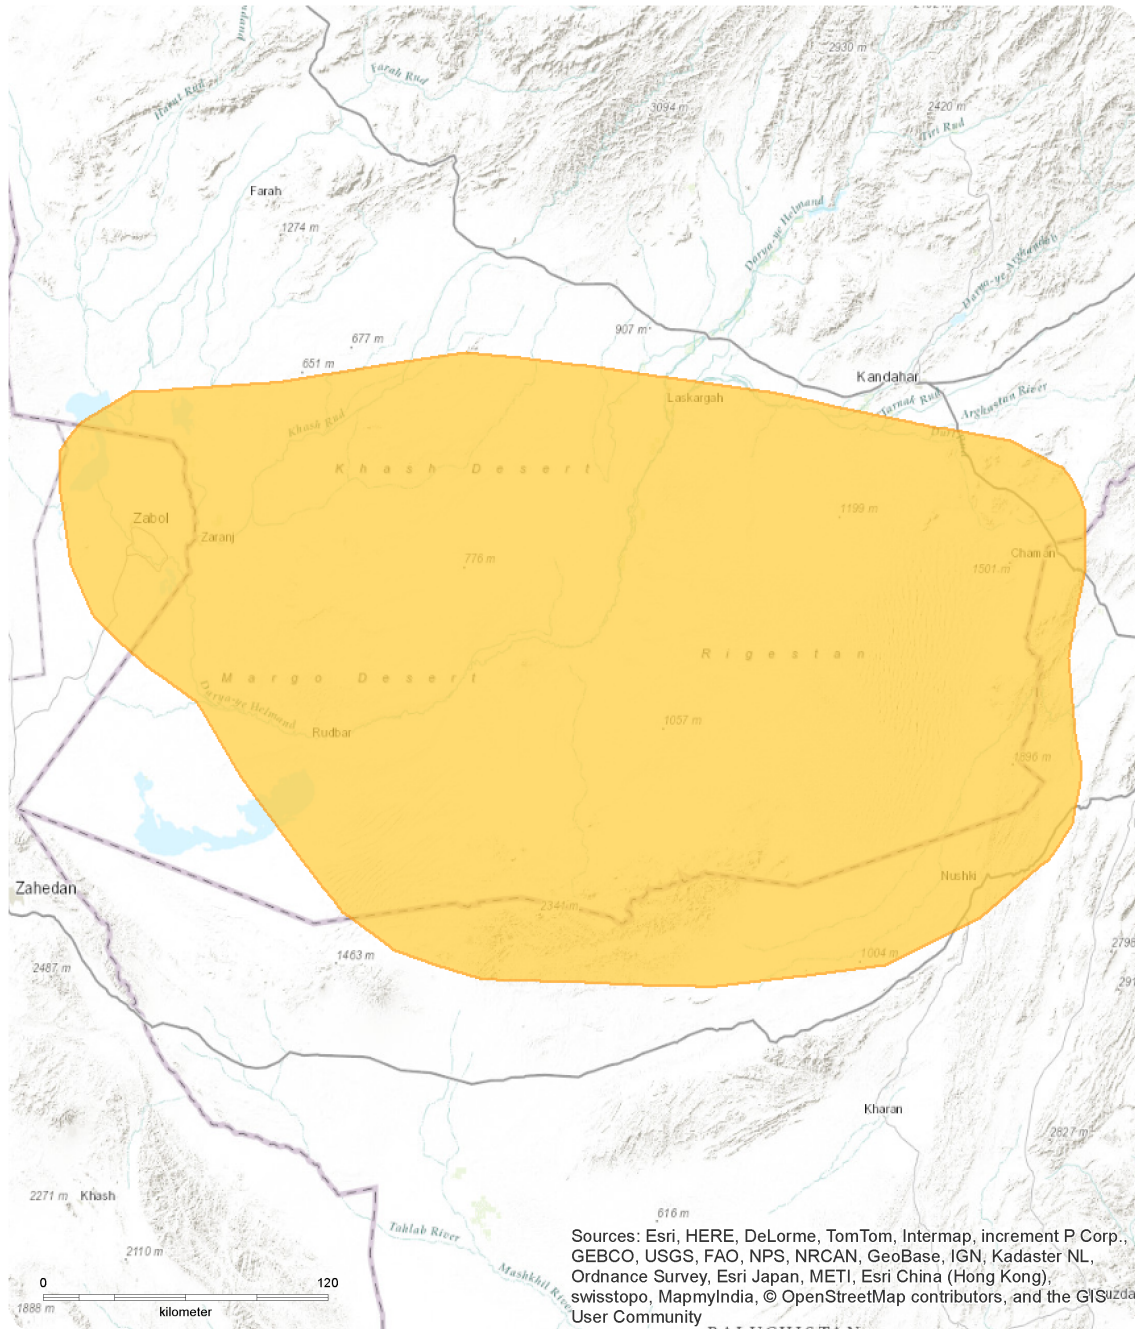 Farah Rud
2930 m
Harut Rud
3094 m
2420 m
Tiri Rud
Farah
1274 m
Darya-ye Helmand
Darya-ye Arghandab
907 m
677 m
651 m
Kandahar
Tarnak Rud
Arghastan River
Laskargah
Khash Rud
Khash Desert
1199 m
Zabol
Zaranj
776 m
Chaman
1501 m
Rigestan
Margo Desert
Darya-ye Helmand
1057 m
Rudbar
1896 m
Zahedan
Nushki
2341 m
1463 m
1004 m
2487 m
Kharan
2827 m
2271 m
Khash
616 m
Tahlab River
2110 m
Mashkhil River
0 120
kilometer
1888 m
Sources: Esri, HERE, DeLorme, TomTom, Intermap, increment P Corp.,
GEBCO, USGS, FAO, NPS, NRCAN, GeoBase, IGN, Kadaster NL,
Ordnance Survey, Esri Japan, METI, Esri China (Hong Kong),
swisstopo, MapmyIndia, © OpenStreetMap contributors, and the GIS
User Community